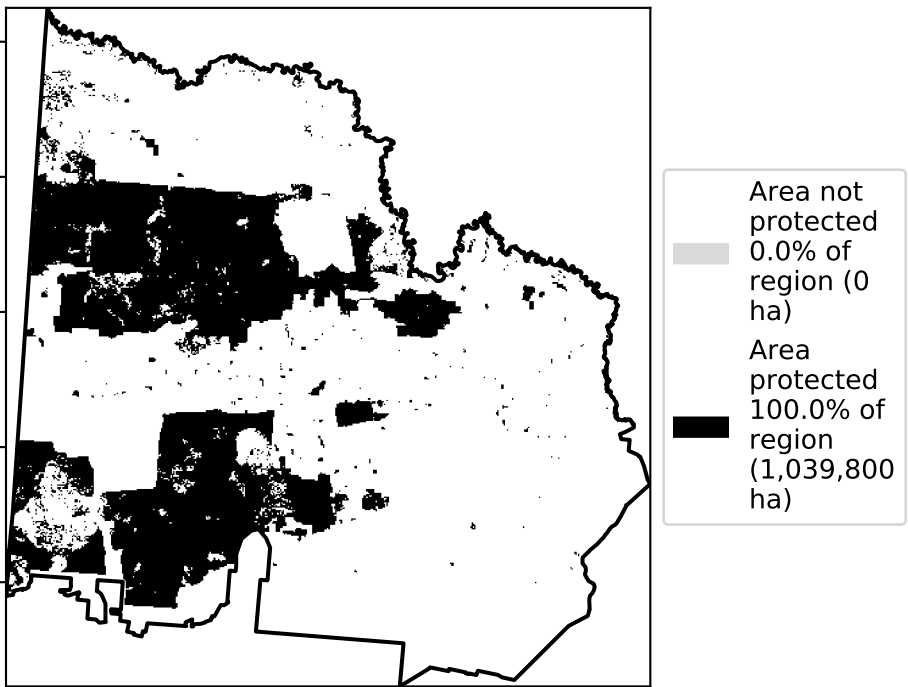 Area not
protected
0.0% of
region (0
ha)
Area
protected
100.0% of
region
(1,039,800
ha)